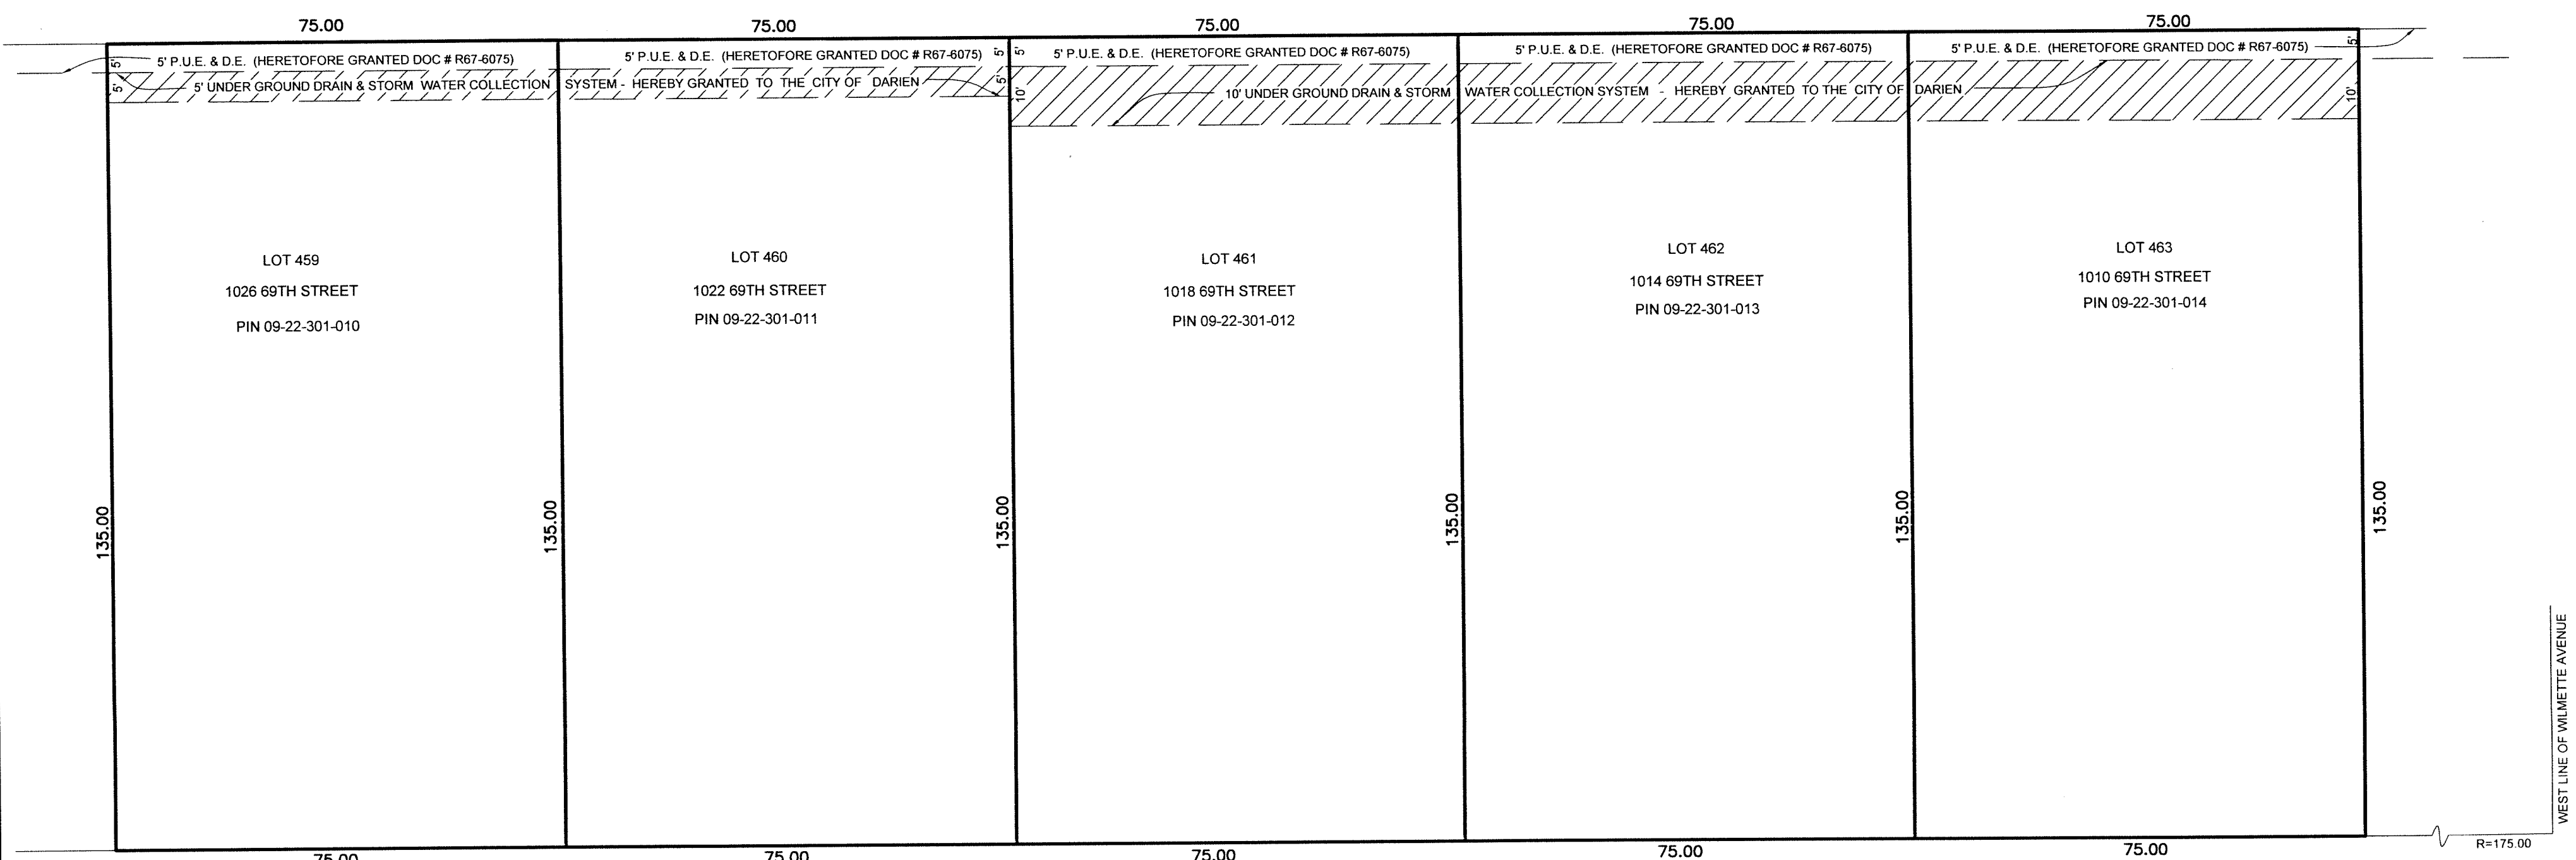 75.00 75.00 75.00 75.00 75.00
5' P.U.E. & D.E. (HERETOFORE GRANTED DOC # R67-6075) 5' P.U.E. & D.E. (HERETOFORE GRANTED DOC # R67-6075) 5' P.U.E. & D.E. (HERETOFORE GRANTED DOC # R67-6075) 5' P.U.E. & D.E. (HERETOFORE GRANTED DOC # R67-6075) 5' P.U.E. & D.E. (HERETOFORE GRANTED DOC # R67-6075)
5' 5' 5' 5'
5' UNDER GROUND DRAIN & STORM WATER COLLECTION SYSTEM - HEREBY GRANTED TO THE CITY OF DARIEN
5' 5' 10' 10'
10' UNDER GROUND DRAIN & STORM WATER COLLECTION SYSTEM - HEREBY GRANTED TO THE CITY OF DARIEN
LOT 459
1026 69TH STREET
PIN 09-22-301-010
LOT 460
1022 69TH STREET
PIN 09-22-301-011
LOT 461
1018 69TH STREET
PIN 09-22-301-012
LOT 462
1014 69TH STREET
PIN 09-22-301-013
LOT 463
1010 69TH STREET
PIN 09-22-301-014
135.00 135.00 135.00 135.00 135.00 135.00
WEST LINE OF WILMETTE AVENUE
R=175.00
75.00 75.00 75.00 75.00 75.00